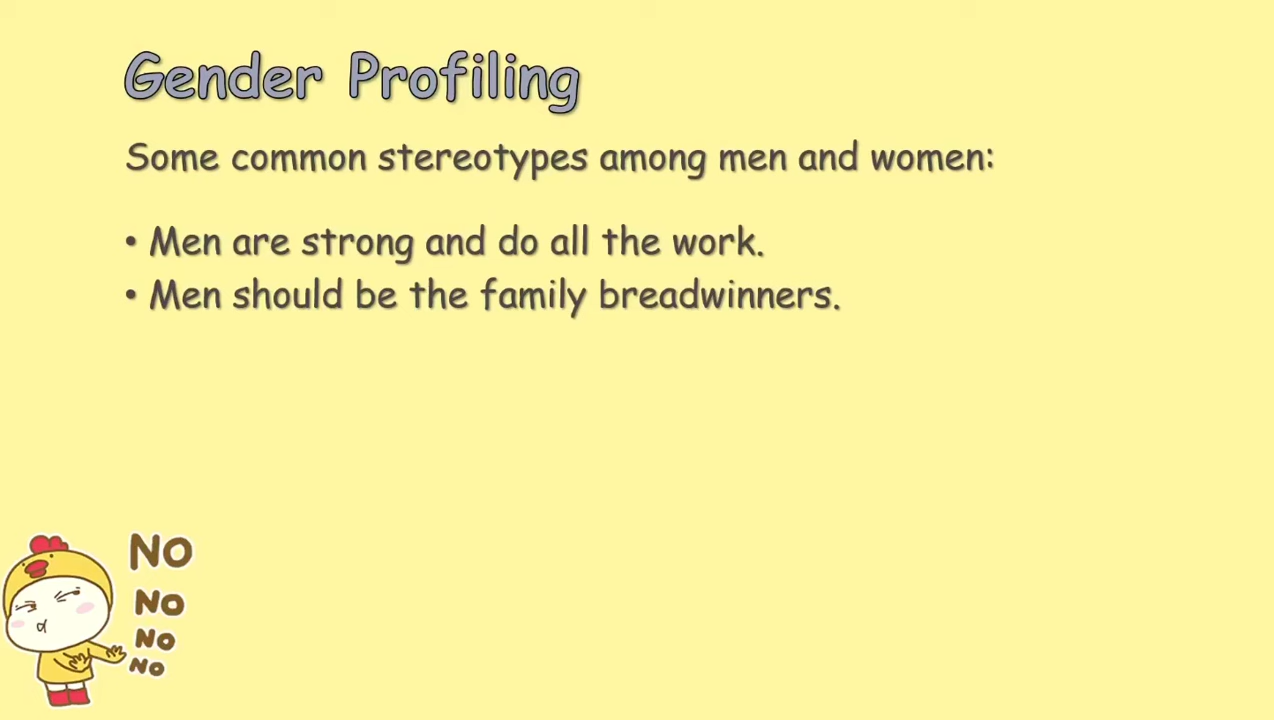 Gender Profiling
Some common stereotypes among men and women:
• Men are strong and do all the work.
• Men should be the family breadwinners.
NO
NO
NO
NO